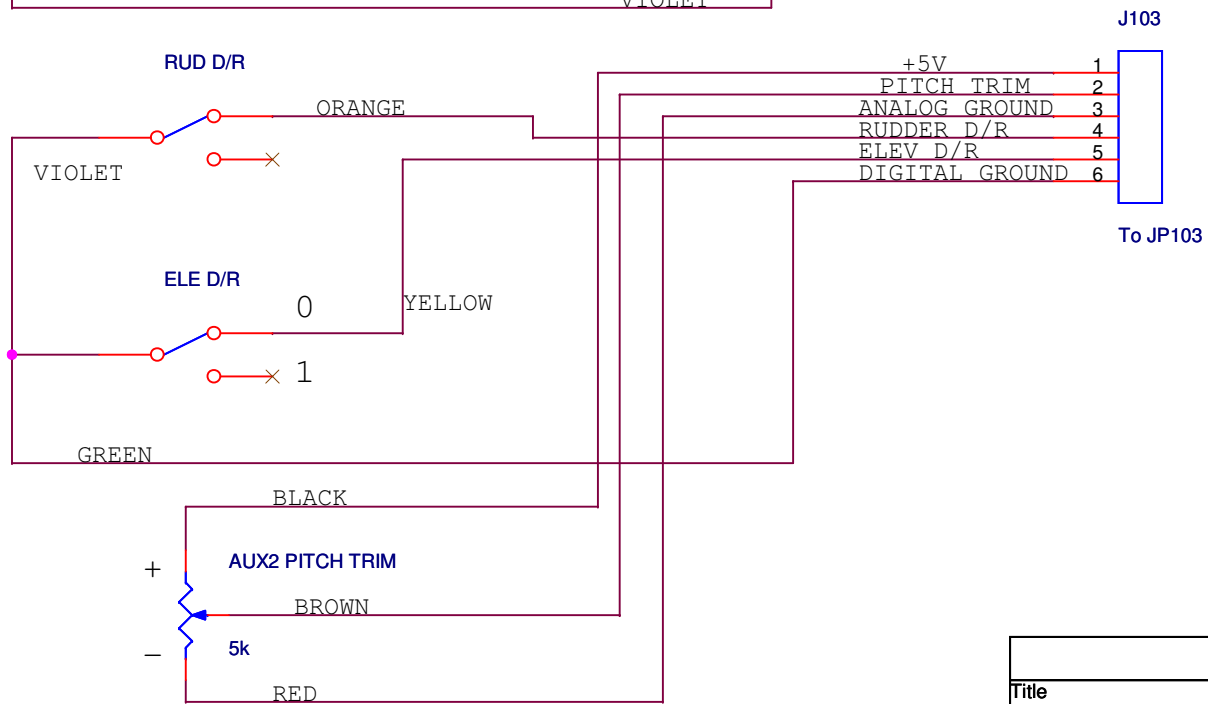 VIOLET
J103
RUD D/R
+5V 1
PITCH TRIM 2
ORANGE
ANALOG GROUND 3
RUDDER D/R 4
ELEV D/R 5
VIOLET
DIGITAL GROUND 6
To JP103
ELE D/R
0
YELLOW
1
GREEN
BLACK
AUX2 PITCH TRIM
+
BROWN
5k
−
RED
Title